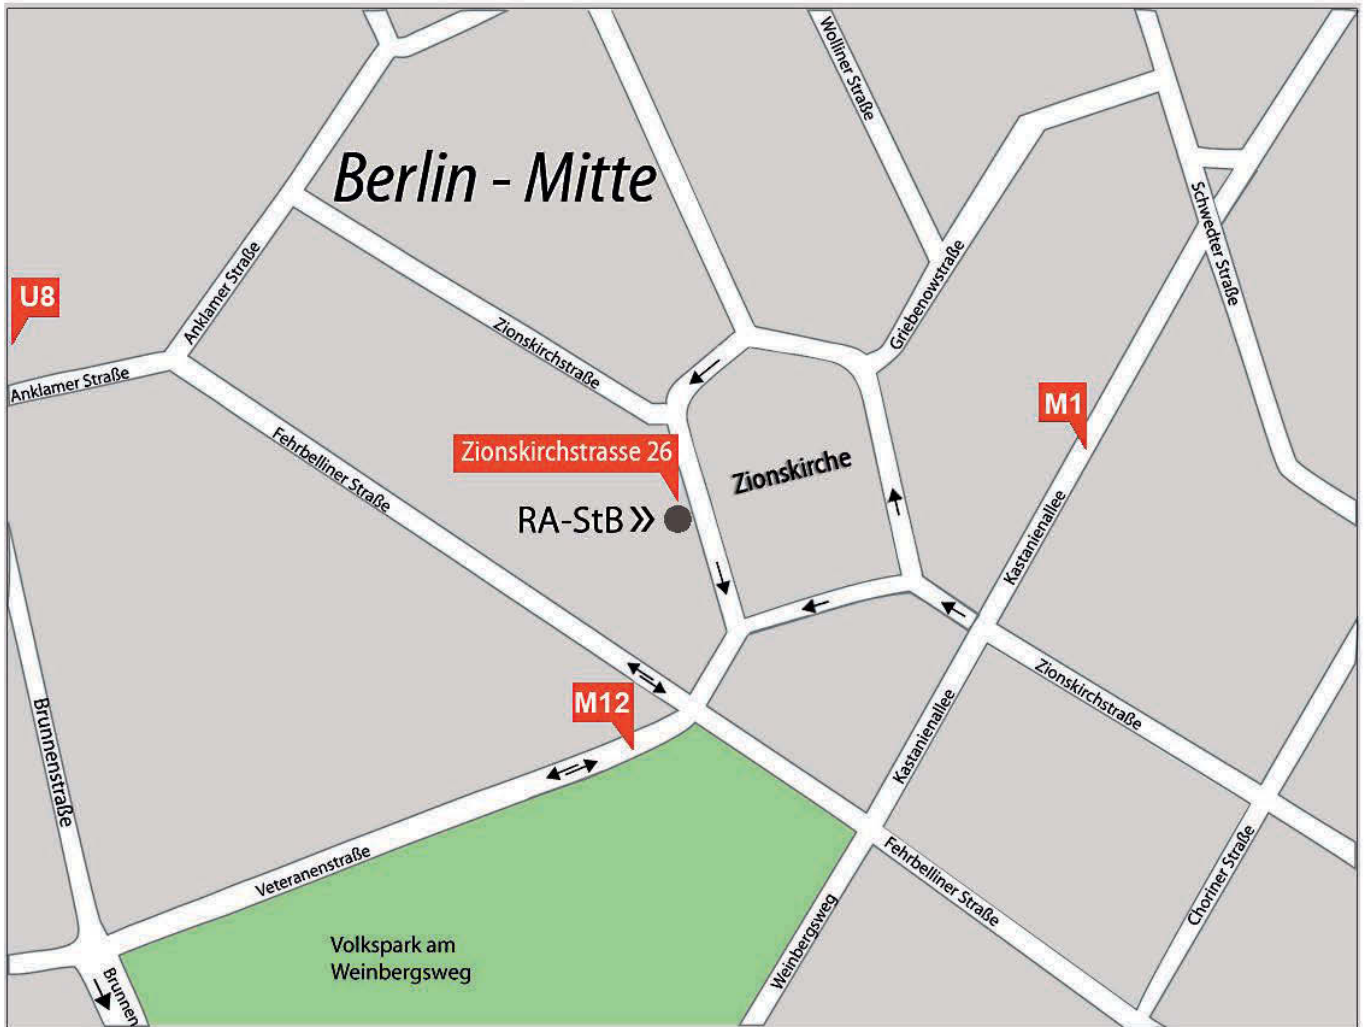 Wolliner Straße
Berlin - Mitte
Schwedter Straße
Anklamer Straße
U8
Griebenowstraße
Zionskirchstraße
Anklamer Straße
M1
Fehrbelliner Straße
Zionskirchstrasse 26
Zionskirche
RA-StB »
Kastanienallee
Zionskirchstraße
M12
Kastanienallee
Brunnenstraße
Veteranenstraße
Fehrbelliner Straße
Choriner Straße
Volkspark am
Weinbergsweg
Weinbergsweg
Brunnen